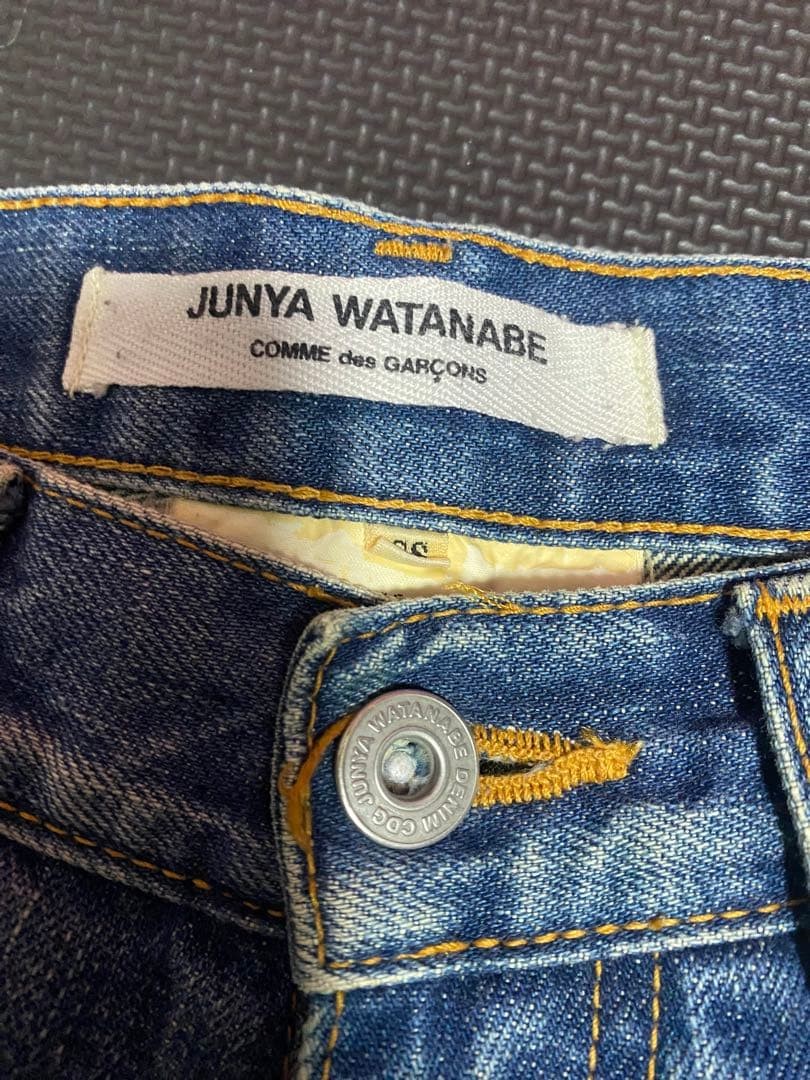 JUNYA WATANABE
COMME des GARÇONS
JUNYA WATANABE DENIM CDG